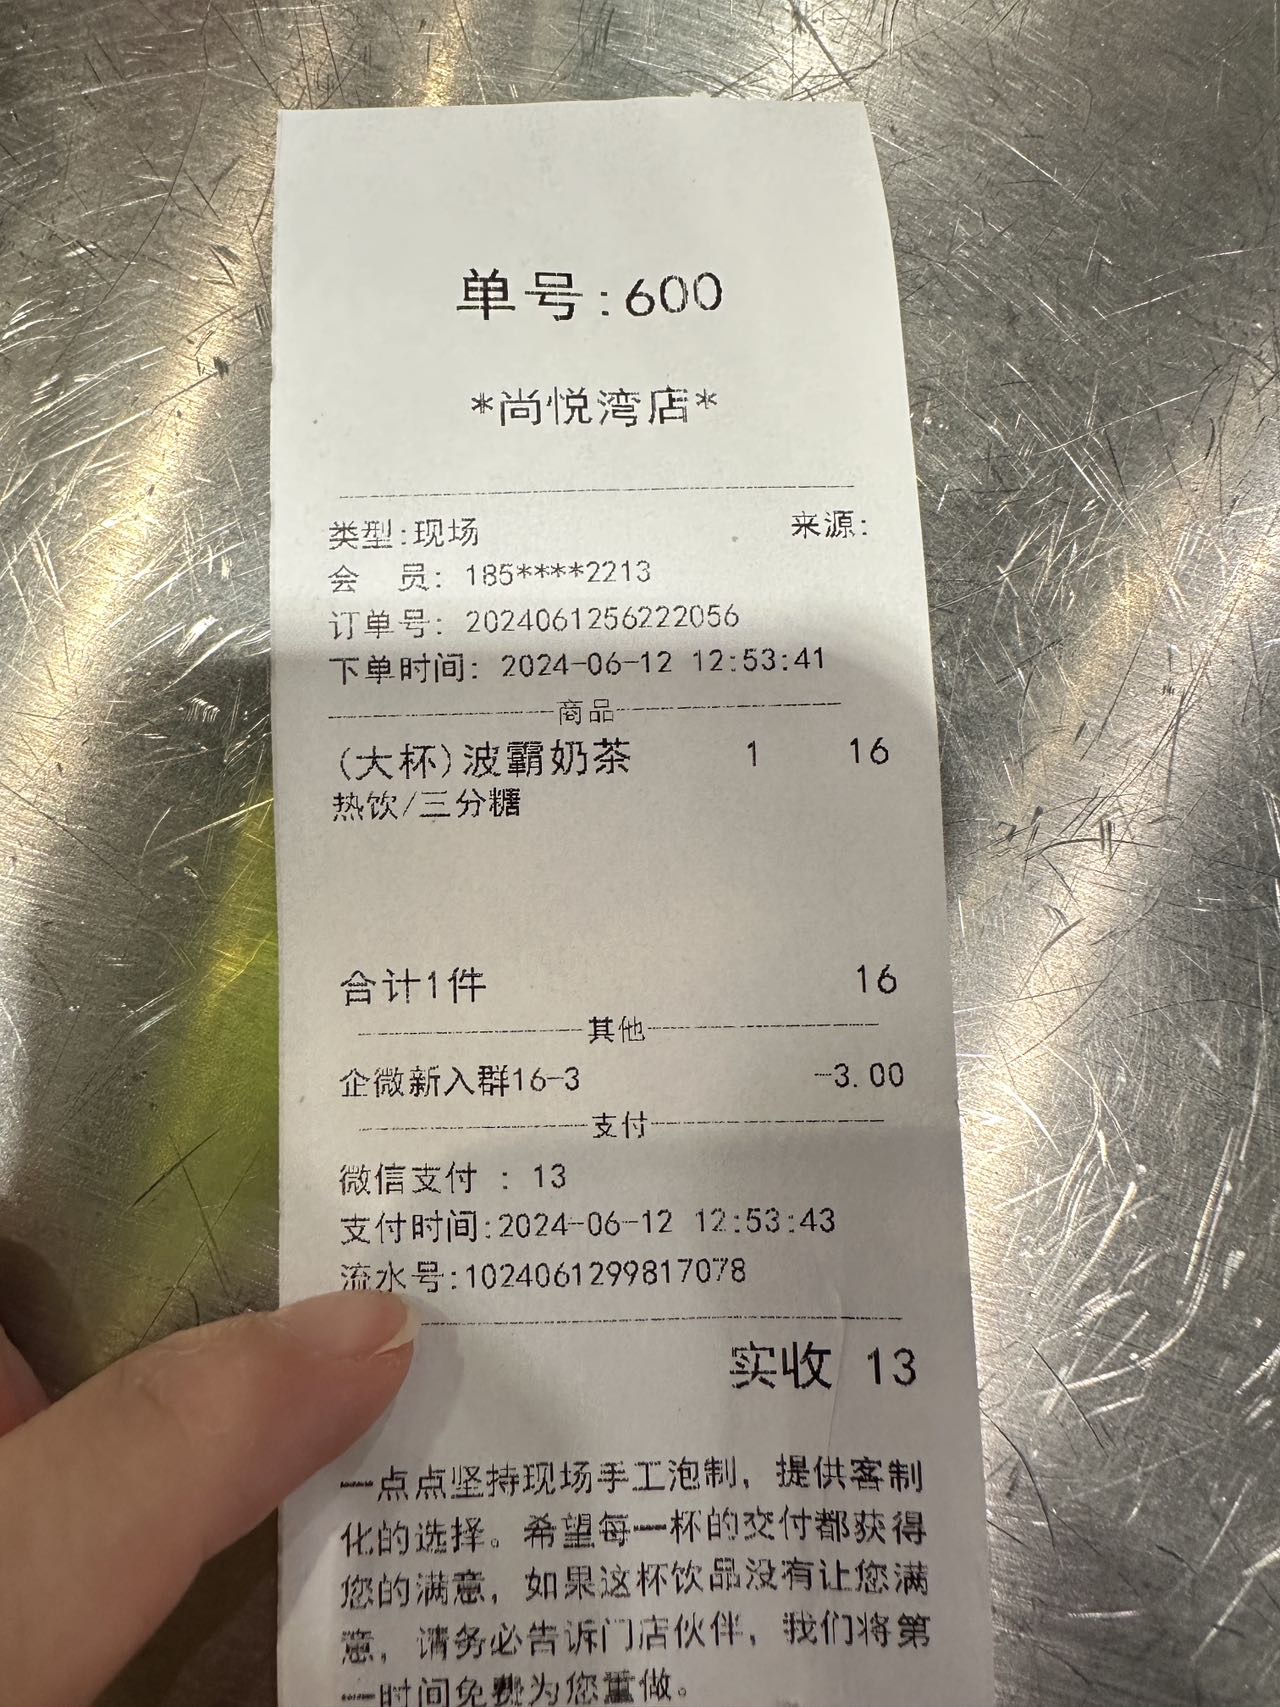 单号:600
*尚悦湾店*
类型:现场 来源:
会 员: 185****2213
订单号: 2024061256222056
下单时间: 2024-06-12 12:53:41
商品
(大杯)波霸奶茶 1 16
热饮/三分糖
合计1件 16
其他
企微新入群16-3 -3.00
支付
微信支付 : 13
支付时间:2024-06-12 12:53:43
流水号:1024061299817078
实收 13
一点点坚持现场手工泡制，提供客制
化的选择。希望每一杯的交付都获得
您的满意，如果这杯饮品没有让您满
意，请务必告诉门店伙伴，我们将第
一时间免费为您重做。